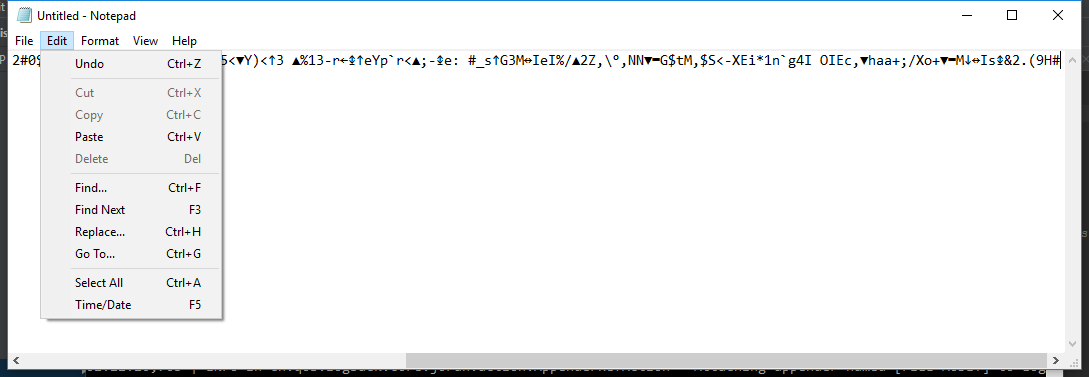 Untitled - Notepad
File Edit Format View Help
2#0$
5<▼Y)<↑3 ▲%13-r←↨↑eYp`r<▲;-↨e: #_s↑G3M↔IeI%/▲2Z,\°,NN▼━G$tM,$S<-XEi*1n`g4I OIEc,▼haa+;/Xo+▼━M↓↔Is↨&2.(9H#
Undo Ctrl+Z
Cut Ctrl+X
Copy Ctrl+C
Paste Ctrl+V
Delete Del
Find... Ctrl+F
Find Next F3
Replace... Ctrl+H
Go To... Ctrl+G
Select All Ctrl+A
Time/Date F5